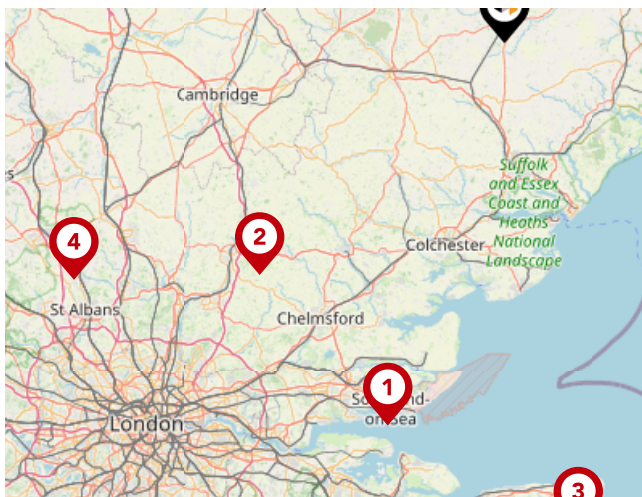 Cambridge
Suffolk
and Essex
Coast and
Heaths
National
Landscape
4
2
Colchester
St Albans
Chelmsford
1
on-Sea
London
3